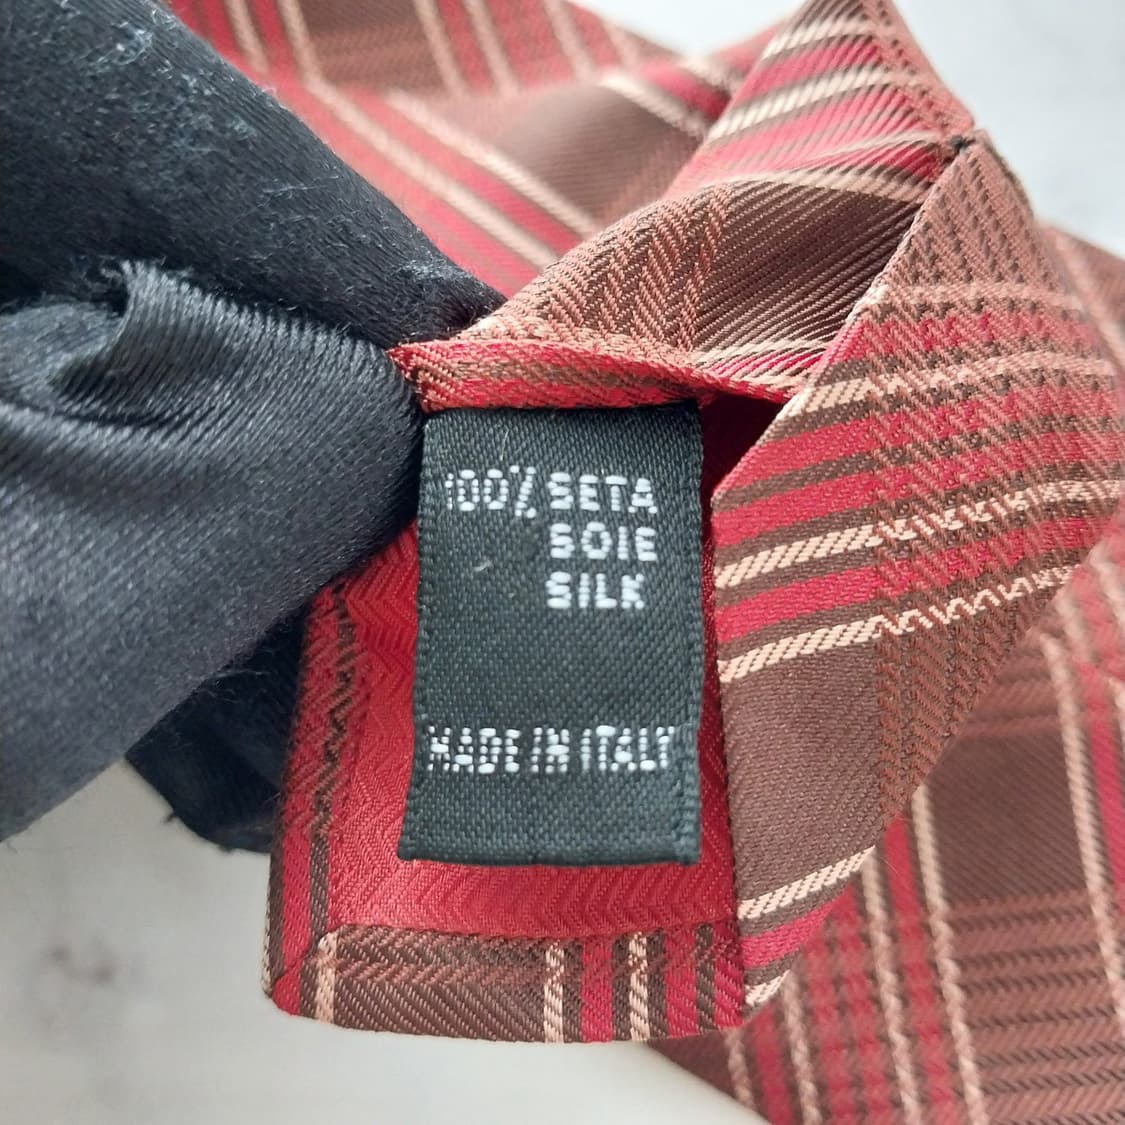 100% SETA
SOIE
SILK
MADE IN ITALY